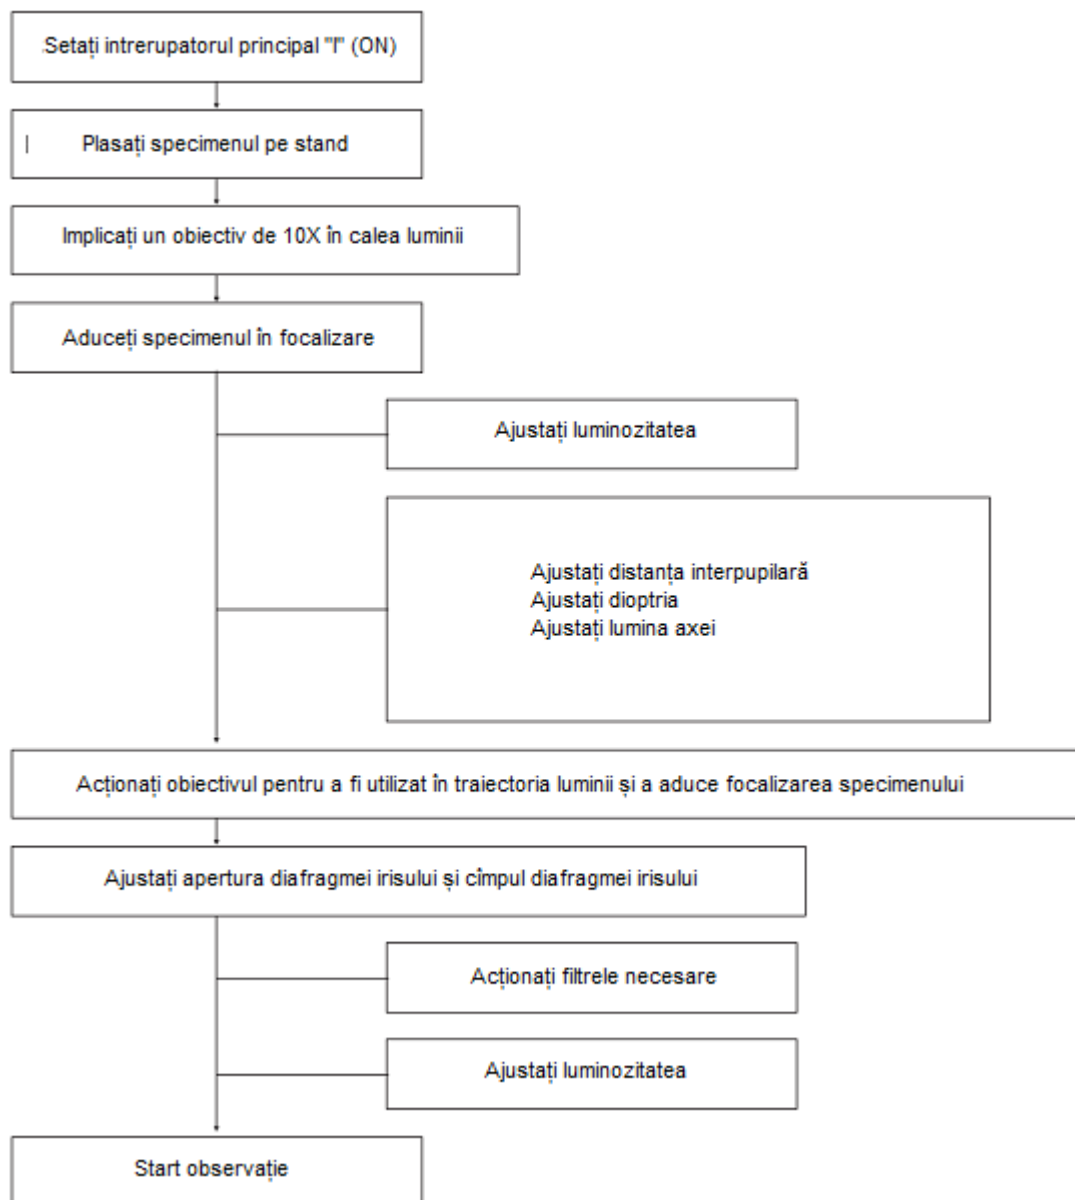 .Setați intrerupatorul principal "I" (ON)
Plasați specimenul pe stand
Implicați un obiectiv de 10X în calea luminii
Aduceți specimenul în focalizare
Ajustați luminozitatea
Ajustați distanța interpupilară
Ajustați dioptria
Ajustați lumina axei
Acționați obiectivul pentru a fi utilizat în traiectoria luminii și a aduce focalizarea specimenului
Ajustați apertura diafragmei irisului și cîmpul diafragmei irisului
Acționați filtrele necesare
Ajustați luminozitatea
Start observație